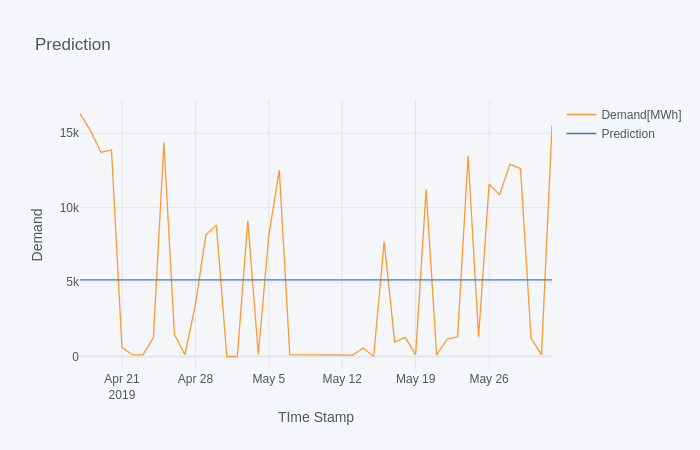 Prediction
Demand[MWh]
Prediction
15k
10k
5k
0
Demand
Apr 21
2019
Apr 28
May 5
May 12
May 19
May 26
TIme Stamp